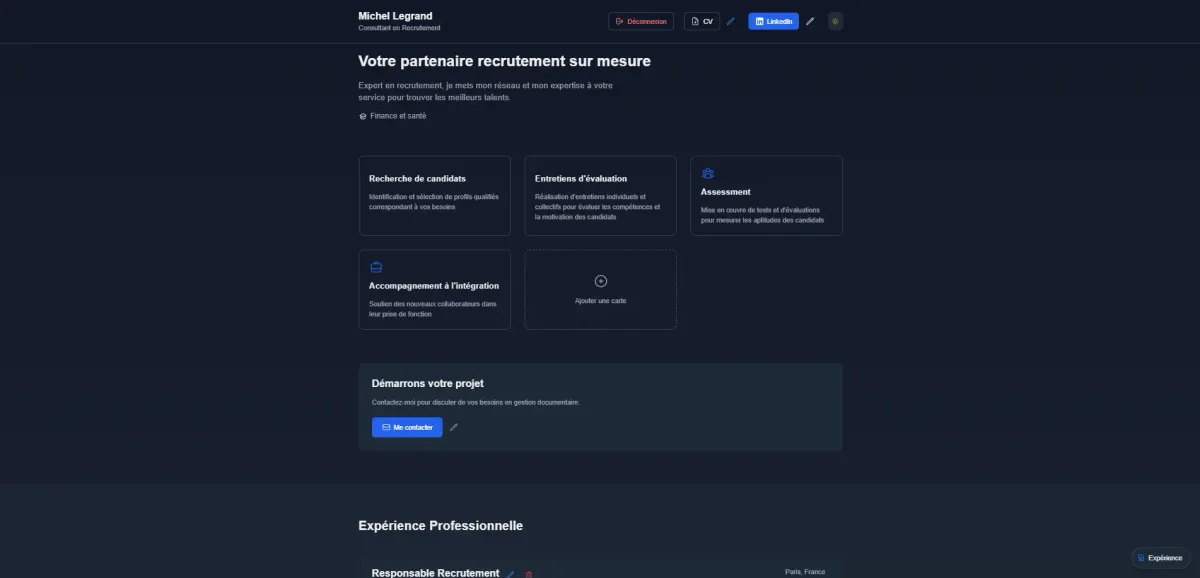 Michel Legrand
Consultant en Recrutement
Déconnexion
CV
LinkedIn
Votre partenaire recrutement sur mesure
Expert en recrutement, je mets mon réseau et mon expertise à votre
service pour trouver les meilleurs talents.
Finance et santé
Recherche de candidats
Identification et sélection de profils qualifiés
correspondant à vos besoins
Entretiens d'évaluation
Réalisation d'entretiens individuels et
collectifs pour évaluer les compétences et
la motivation des candidats
Assessment
Mise en œuvre de tests et d'évaluations
pour mesurer les aptitudes des candidats
Accompagnement à l'intégration
Soutien des nouveaux collaborateurs dans
leur prise de fonction
Ajouter une carte
Démarrons votre projet
Contactez-moi pour discuter de vos besoins en gestion documentaire.
Me contacter
Expérience Professionnelle
Expérience
Responsable Recrutement
Paris, France